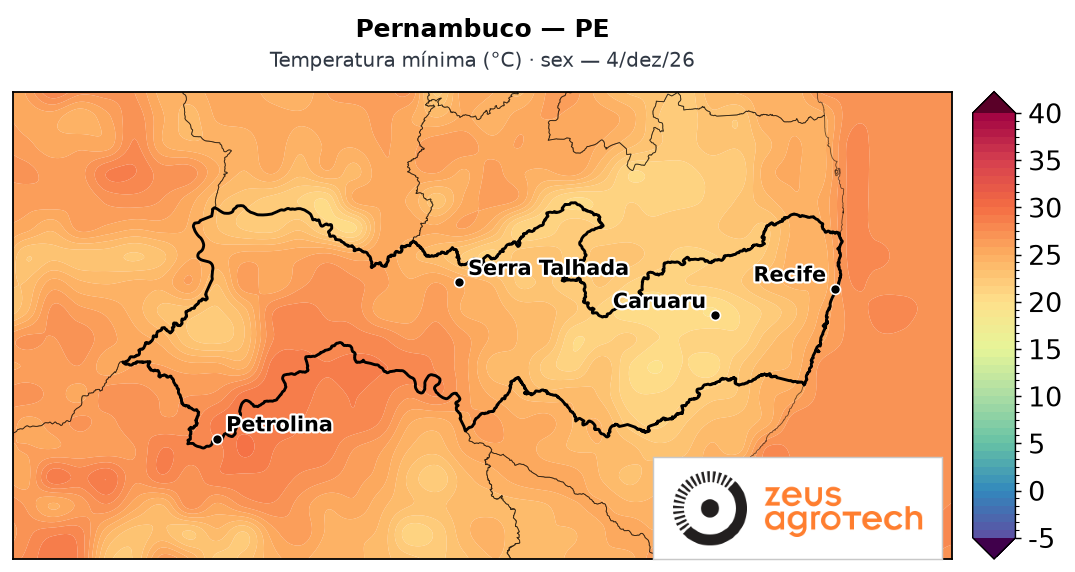 Pernambuco — PE
Temperatura mínima (°C) · sex — 4/dez/26
40
35
30
25
20
15
10
5
0
-5
Serra Talhada
Recife
Caruaru
Petrolina
zeus
agrotech